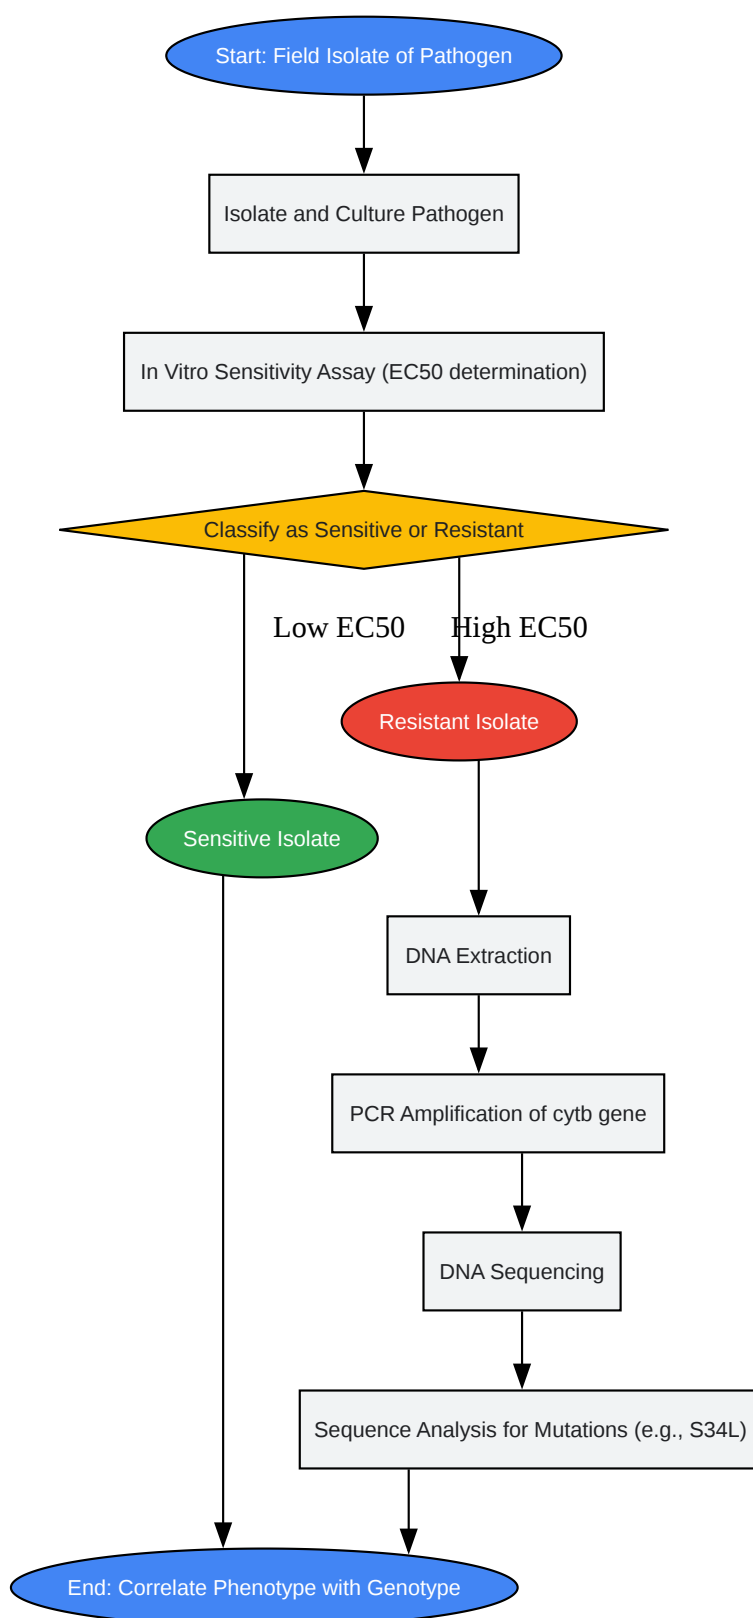 Start: Field Isolate of Pathogen
Isolate and Culture Pathogen
In Vitro Sensitivity Assay (EC50 determination)
Classify as Sensitive or Resistant
Low EC50
High EC50
Resistant Isolate
Sensitive Isolate
DNA Extraction
PCR Amplification of cytb gene
DNA Sequencing
Sequence Analysis for Mutations (e.g., S34L)
End: Correlate Phenotype with Genotype